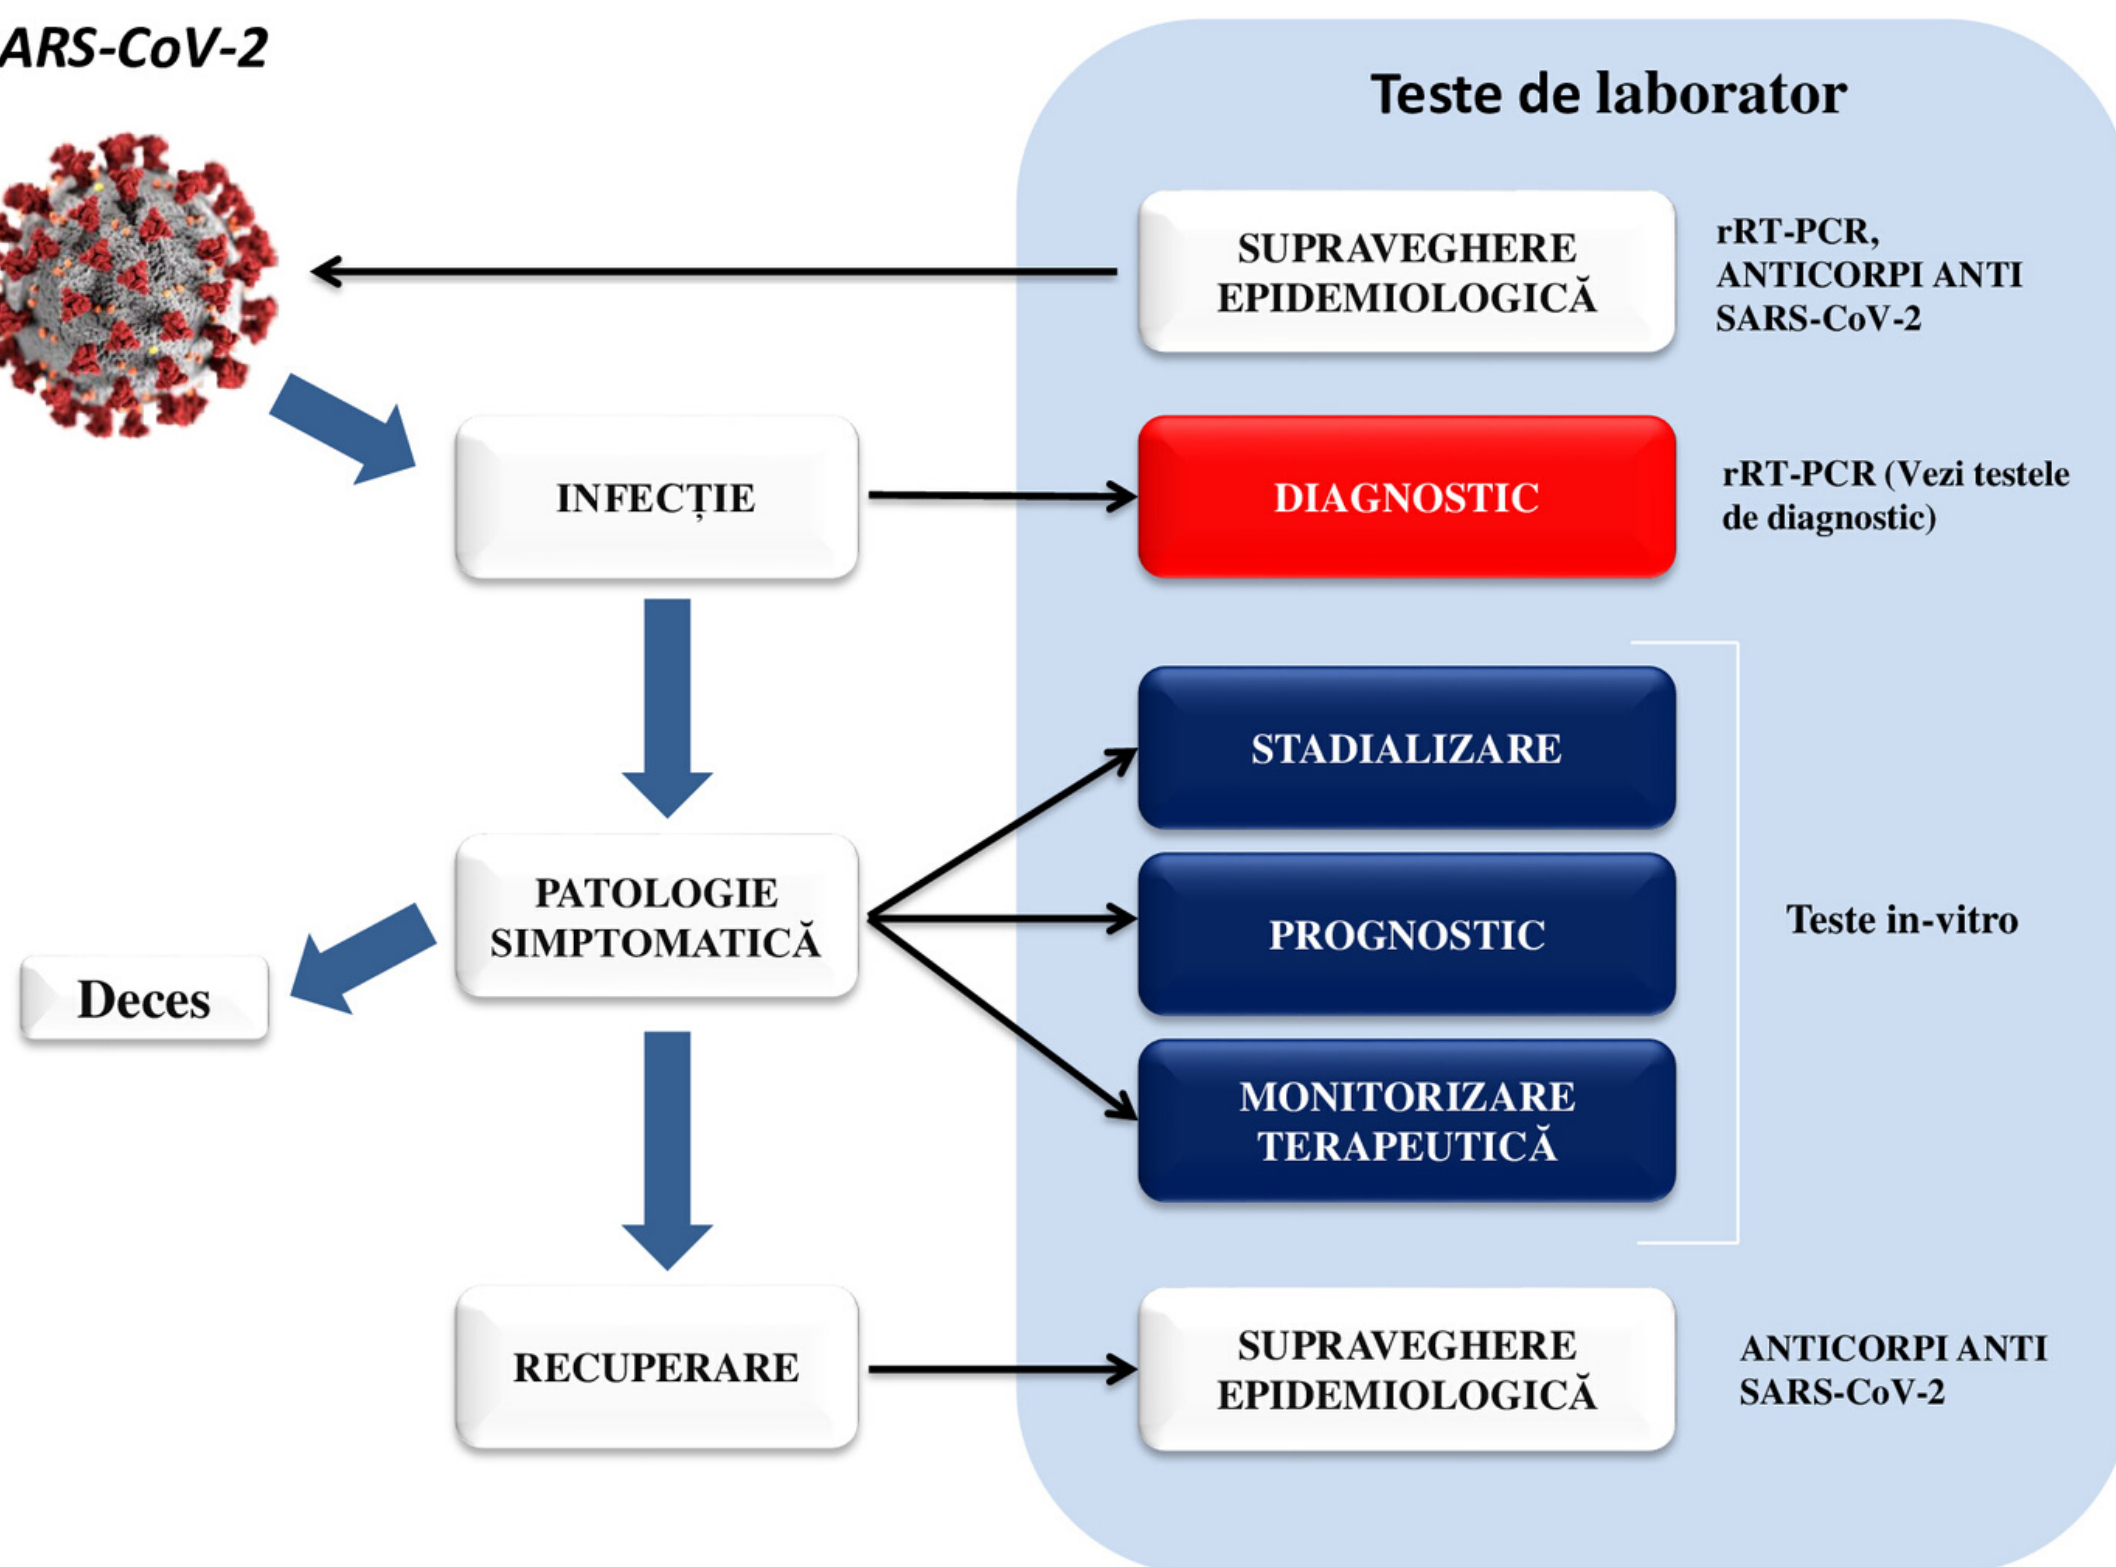 ARS-CoV-2
Teste de laborator
SUPRAVEGHERE
EPIDEMIOLOGICĂ
rRT-PCR,
ANTICORPI ANTI
SARS-CoV-2
INFECȚIE
DIAGNOSTIC
rRT-PCR (Vezi testele
de diagnostic)
STADIALIZARE
PATOLOGIE
SIMPTOMATICĂ
PROGNOSTIC
Teste in-vitro
Deces
MONITORIZARE
TERAPEUTICĂ
RECUPERARE
SUPRAVEGHERE
EPIDEMIOLOGICĂ
ANTICORPI ANTI
SARS-CoV-2